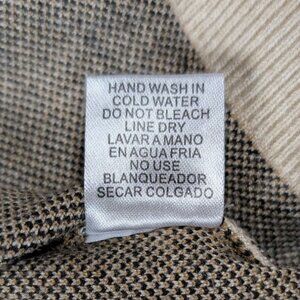 HAND WASH IN
COLD WATER
DO NOT BLEACH
LINE DRY
LAVAR A MANO
EN AGUA FRIA
NO USE
BLANQUEADOR
SECAR COLGADO